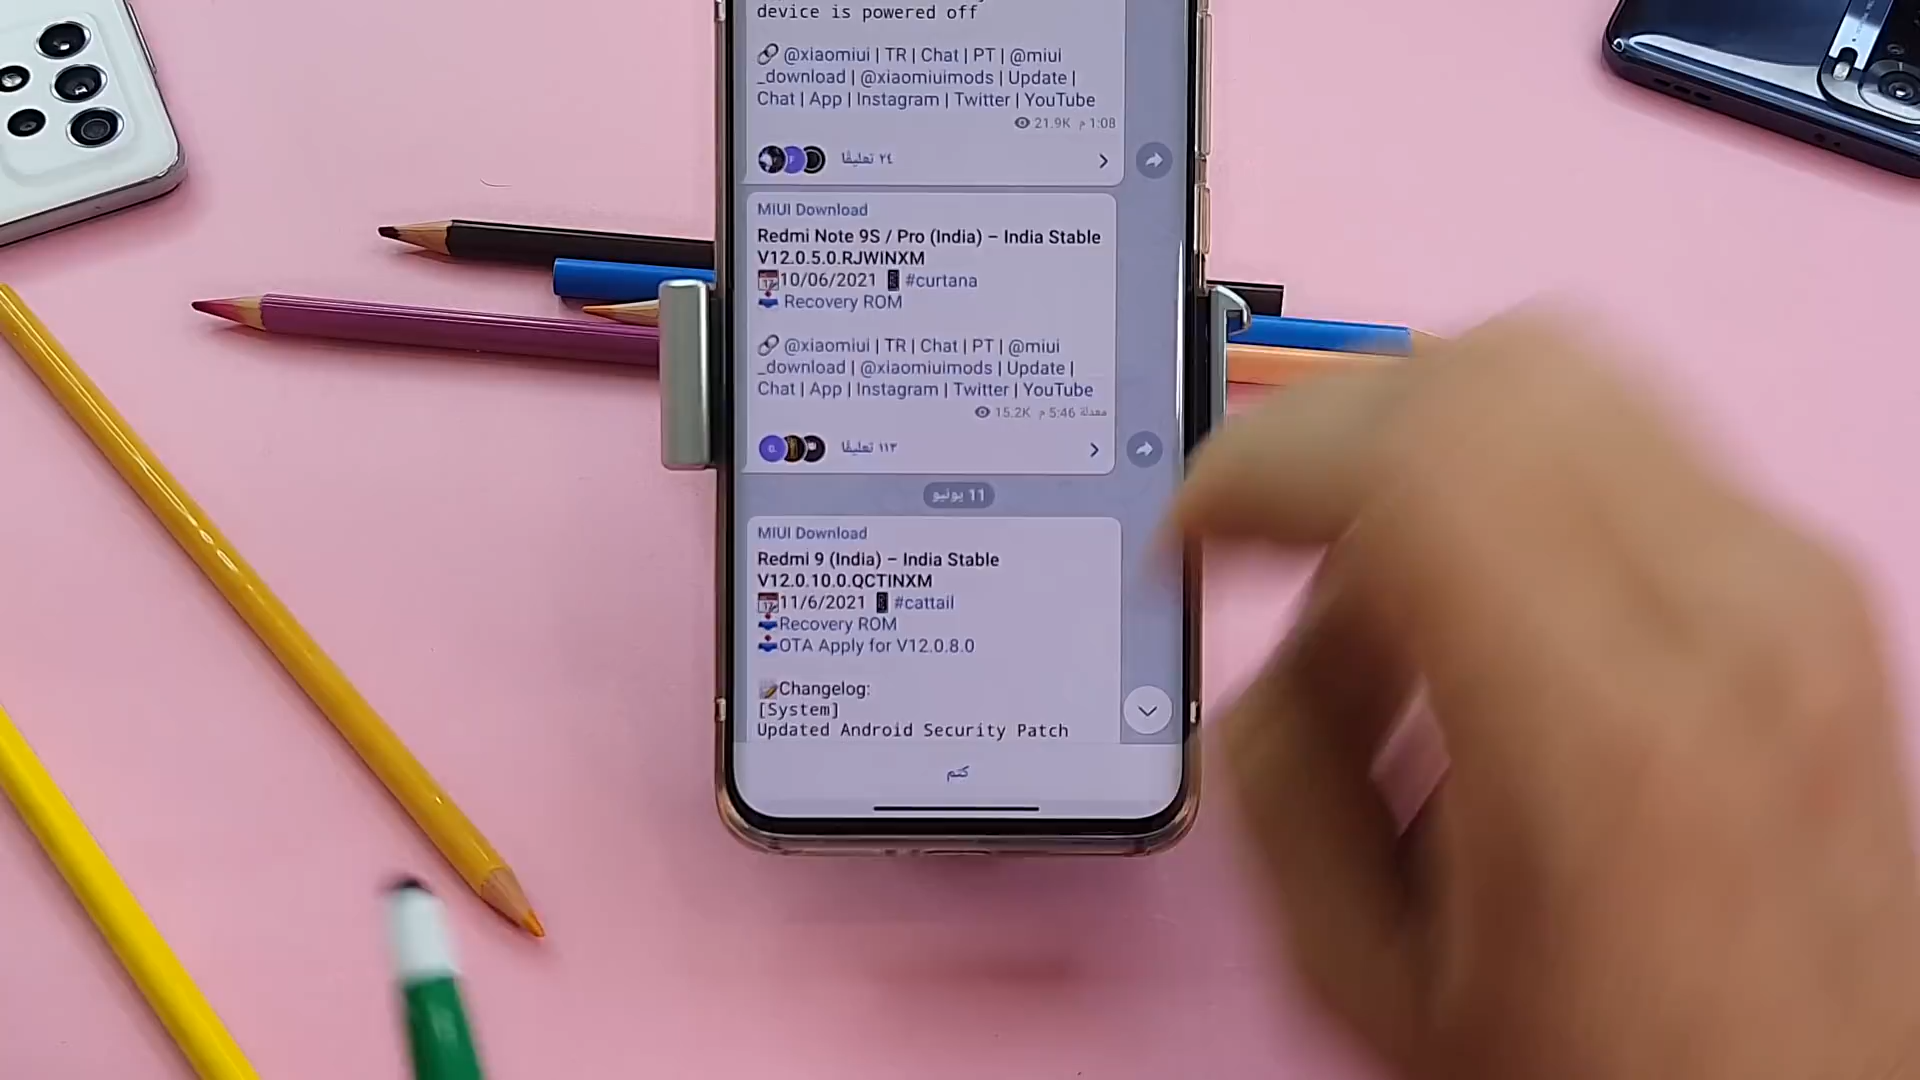 device is powered off
@xiaomiui | TR | Chat | PT | @miui
_download | @xiaomiuimods | Update |
Chat | App | Instagram | Twitter | YouTube
21.9K 1:08 م
٢٤ تعليقًا
MIUI Download
Redmi Note 9S / Pro (India) – India Stable
V12.0.5.0.RJWINXM
10/06/2021 #curtana
Recovery ROM
@xiaomiui | TR | Chat | PT | @miui
_download | @xiaomiuimods | Update |
Chat | App | Instagram | Twitter | YouTube
15.2K معدلة 5:46 م
١١٣ تعليقًا
11 يونيو
MIUI Download
Redmi 9 (India) – India Stable
V12.0.10.0.QCTINXM
11/6/2021 #cattail
Recovery ROM
OTA Apply for V12.0.8.0
Changelog:
[System]
Updated Android Security Patch
كتم